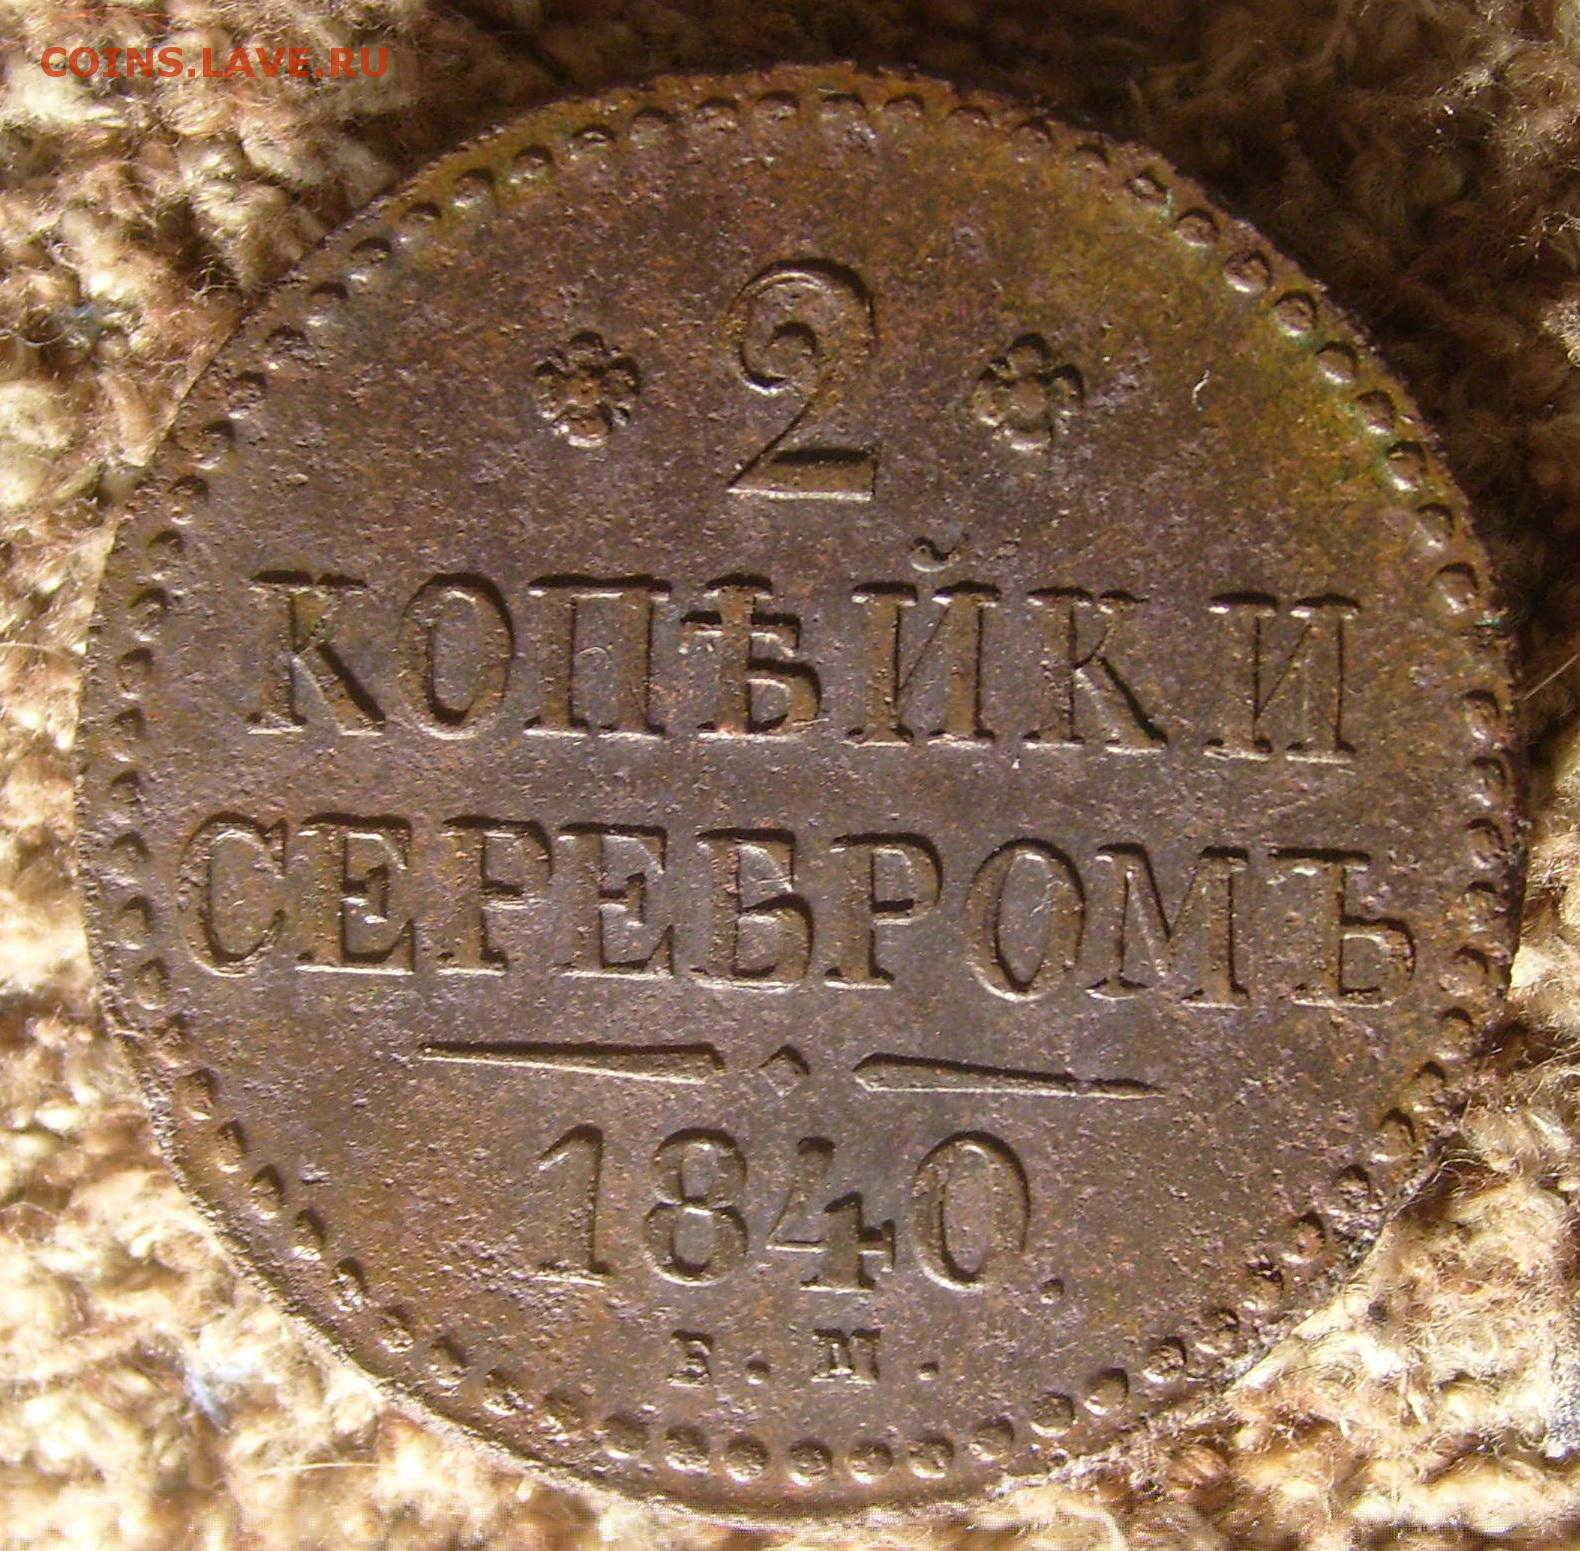 COINS.LAVE.RU
2
КОПѢЙКИ
СЕРЕБРОМЪ
1840.
Е.М.